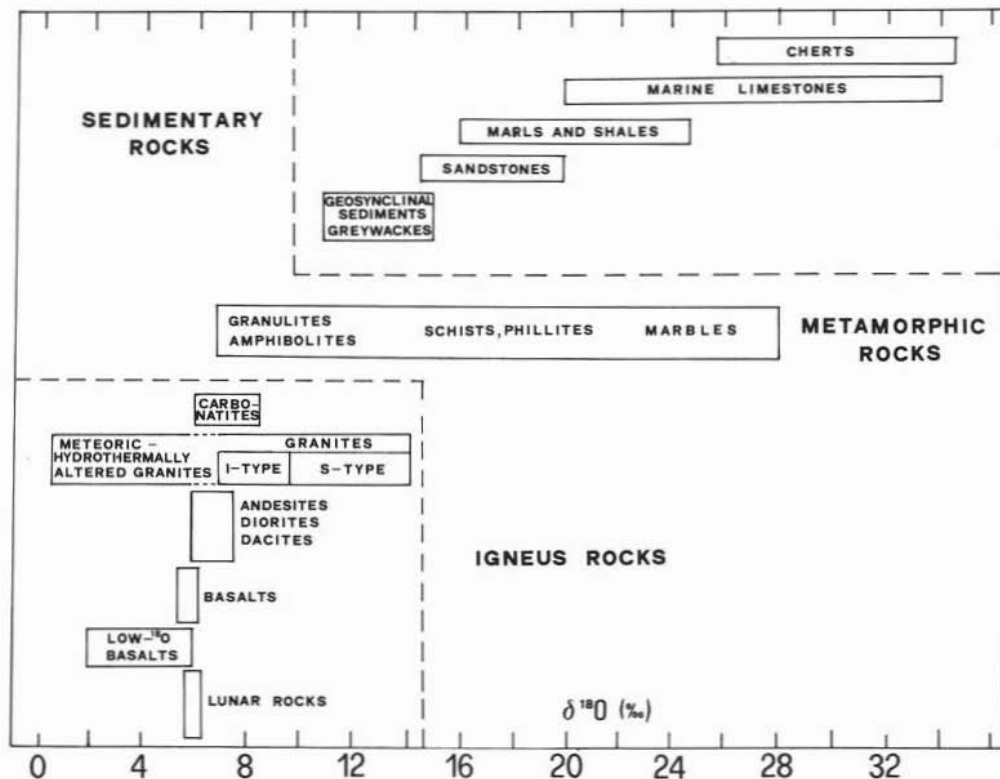 CHERTS
MARINE LIMESTONES
SEDIMENTARY
ROCKS
MARLS AND SHALES
SANDSTONES
GEOSYNCLINAL
SEDIMENTS
GREYWACKES
GRANULITES
AMPHIBOLITES
SCHISTS, PHILLITES
MARBLES
METAMORPHIC
ROCKS
CARBO-
NATITES
METEORIC -
HYDROTHERMALLY
ALTERED GRANITES
GRANITES
I-TYPE
S-TYPE
ANDESITES
DIORITES
DACITES
IGNEUS ROCKS
BASALTS
LOW-¹⁸O
BASALTS
LUNAR ROCKS
δ¹⁸O (‰)
0 4 8 12 16 20 24 28 32